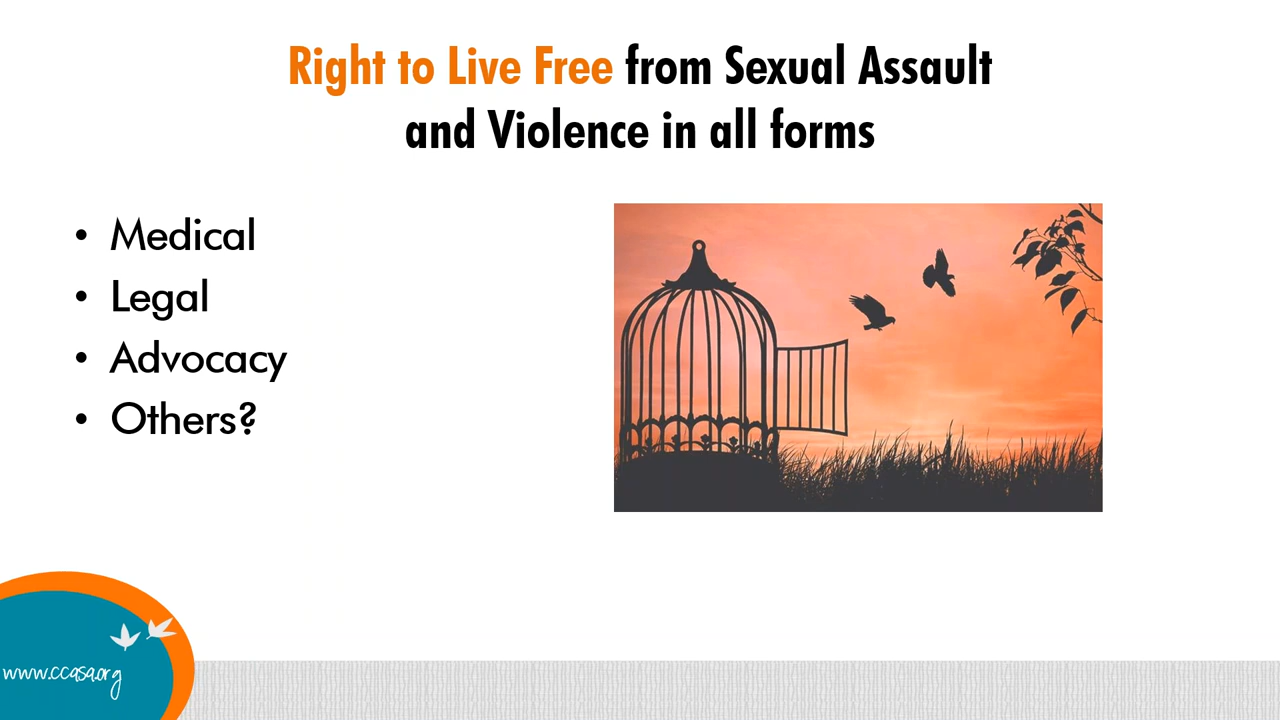 Right to Live Free from Sexual Assault
and Violence in all forms
• Medical
• Legal
• Advocacy
• Others?
www.ccasa.org